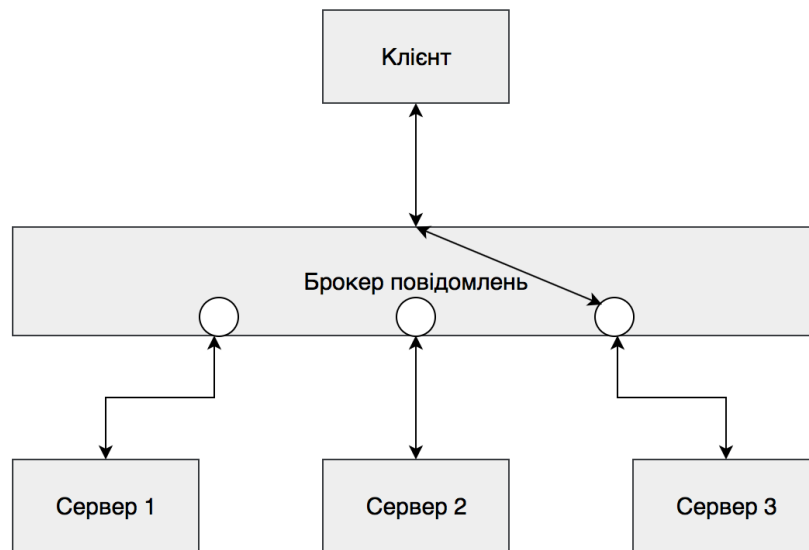 Клієнт
Брокер повідомлень
Сервер 1
Сервер 2
Сервер 3